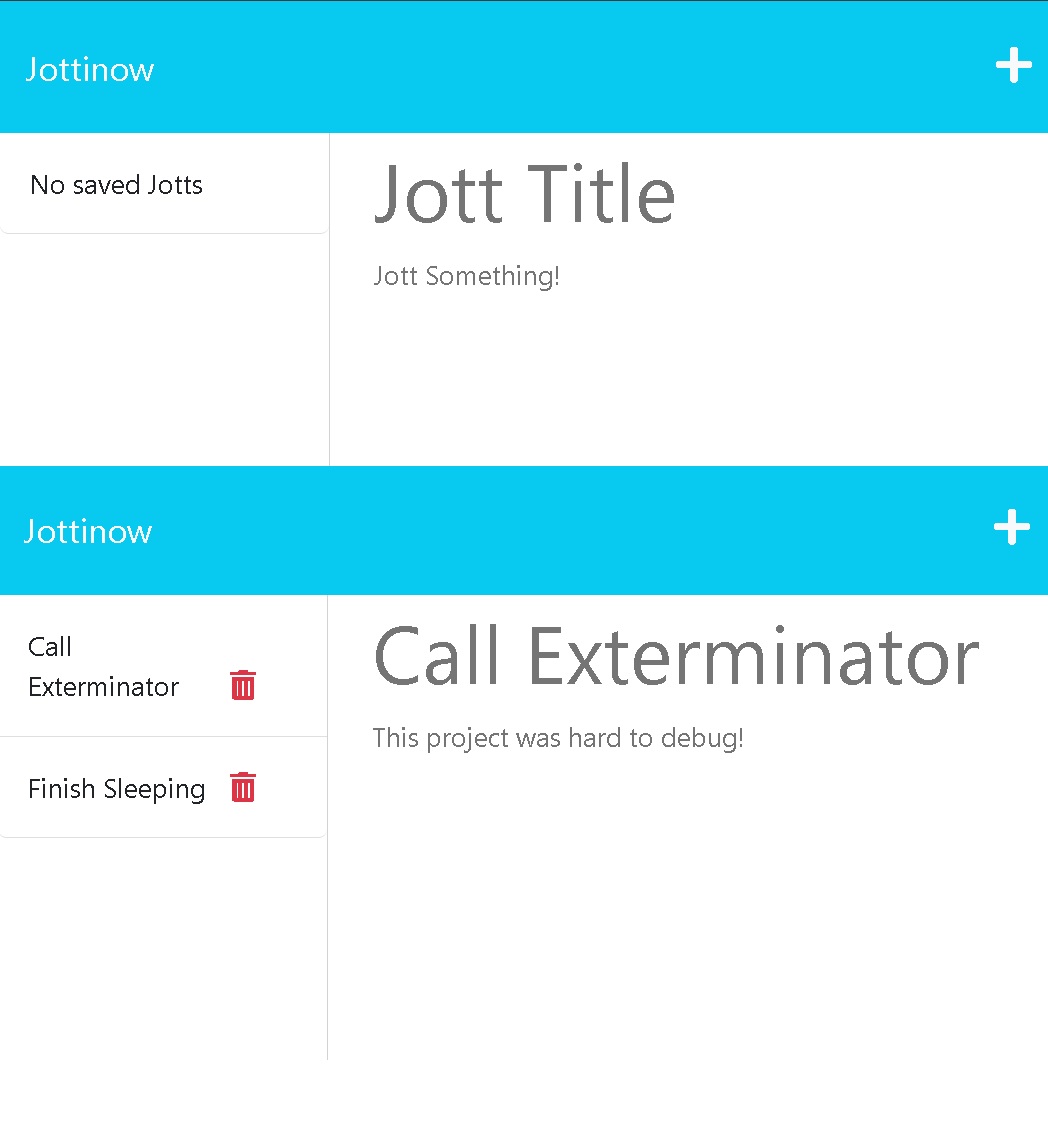 Jottinow
No saved Jotts
Jott Title
Jott Something!
Jottinow
Call
Exterminator
Finish Sleeping
Call Exterminator
This project was hard to debug!